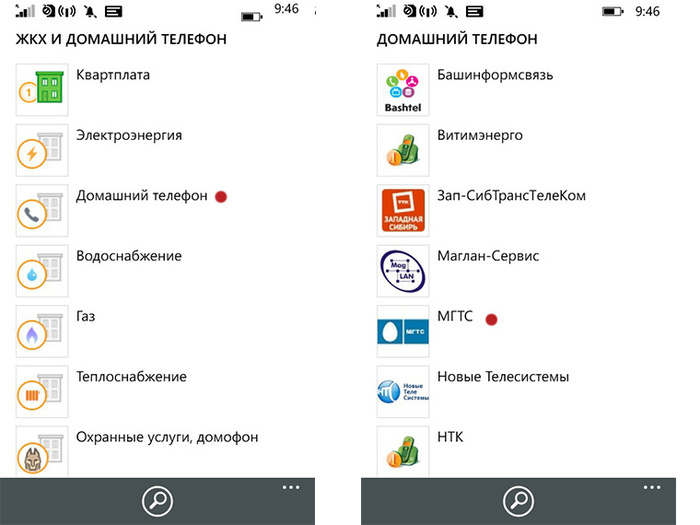 9:46
ЖКХ И ДОМАШНИЙ ТЕЛЕФОН
1
Квартплата
Электроэнергия
Домашний телефон
Водоснабжение
Газ
Теплоснабжение
Охранные услуги, домофон
9:46
ДОМАШНИЙ ТЕЛЕФОН
Bashtel
Башинформсвязь
Витимэнерго
ТТК
ЗАПАДНАЯ
СИБИРЬ
Зап-СибТрансТелеКом
Mag
LAN
Маглан-Сервис
МГТС
МГТС
Новые
Теле
Системы
Новые Телесистемы
НТК